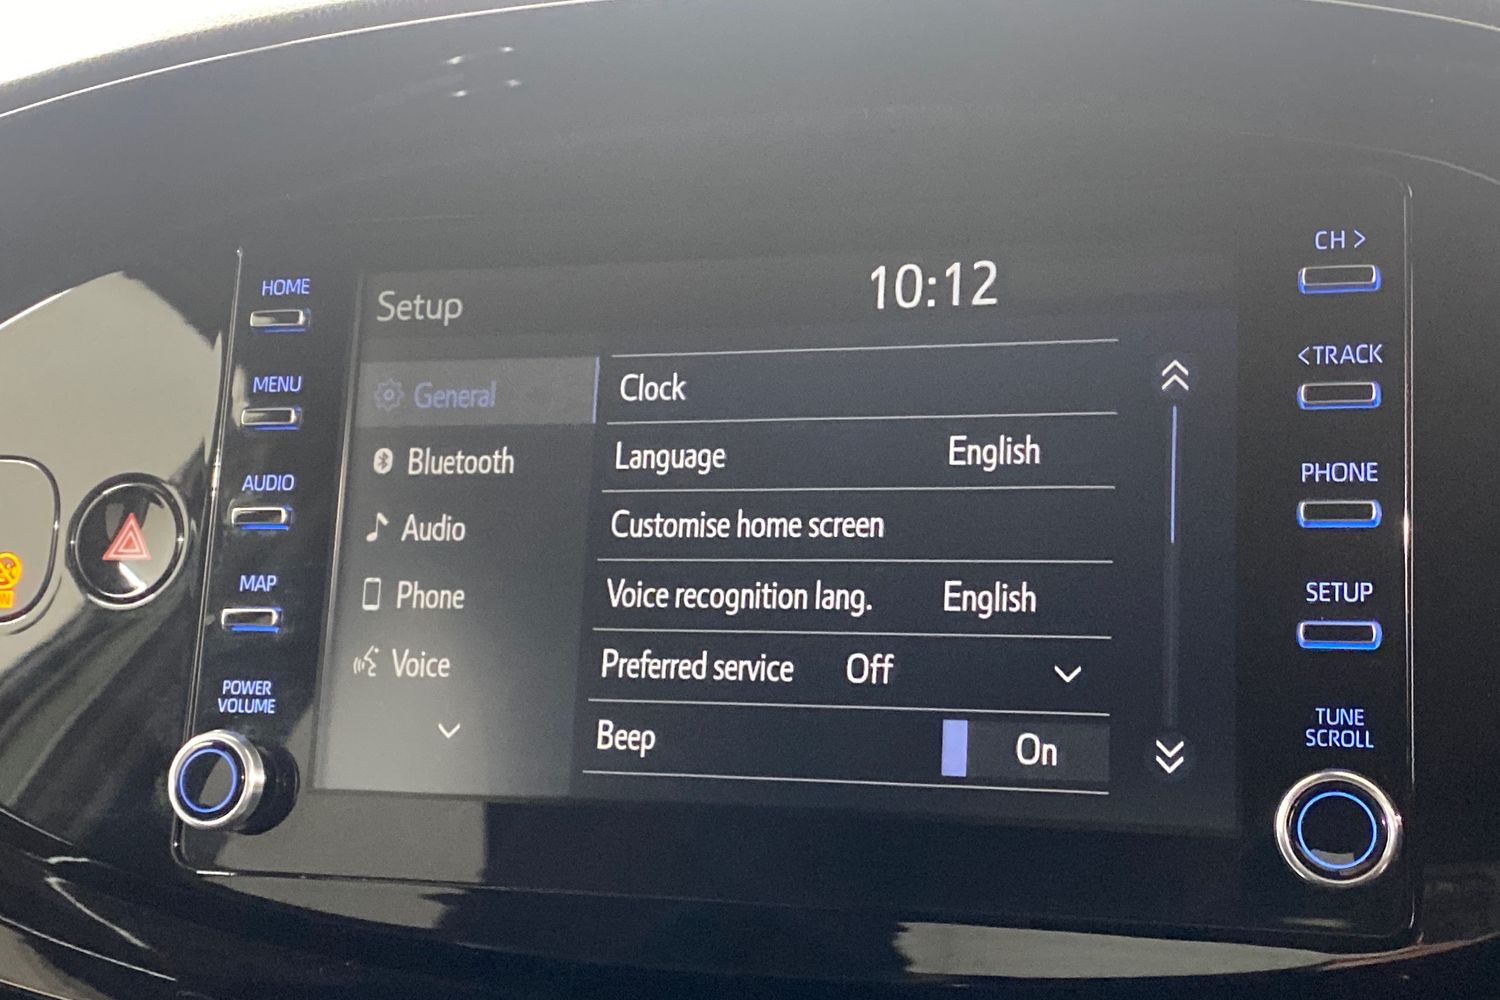 HOME
MENU
AUDIO
MAP
POWER
VOLUME
Setup
10:12
General
Bluetooth
Audio
Phone
Voice
Clock
Language English
Customise home screen
Voice recognition lang. English
Preferred service Off
Beep On
CH >
<TRACK
PHONE
SETUP
TUNE
SCROLL